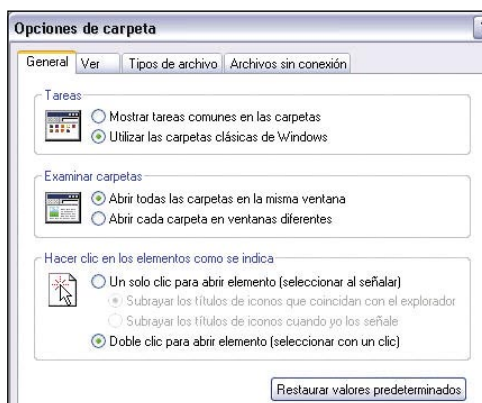 Opciones de carpeta
General Ver Tipos de archivo Archivos sin conexión
Tareas
Mostrar tareas comunes en las carpetas
Utilizar las carpetas clásicas de Windows
Examinar carpetas
Abrir todas las carpetas en la misma ventana
Abrir cada carpeta en ventanas diferentes
Hacer clic en los elementos como se indica
Un solo clic para abrir elemento (seleccionar al señalar)
Subrayar los títulos de iconos que coincidan con el explorador
Subrayar los títulos de iconos cuando yo los señale
Doble clic para abrir elemento (seleccionar con un clic)
Restaurar valores predeterminados